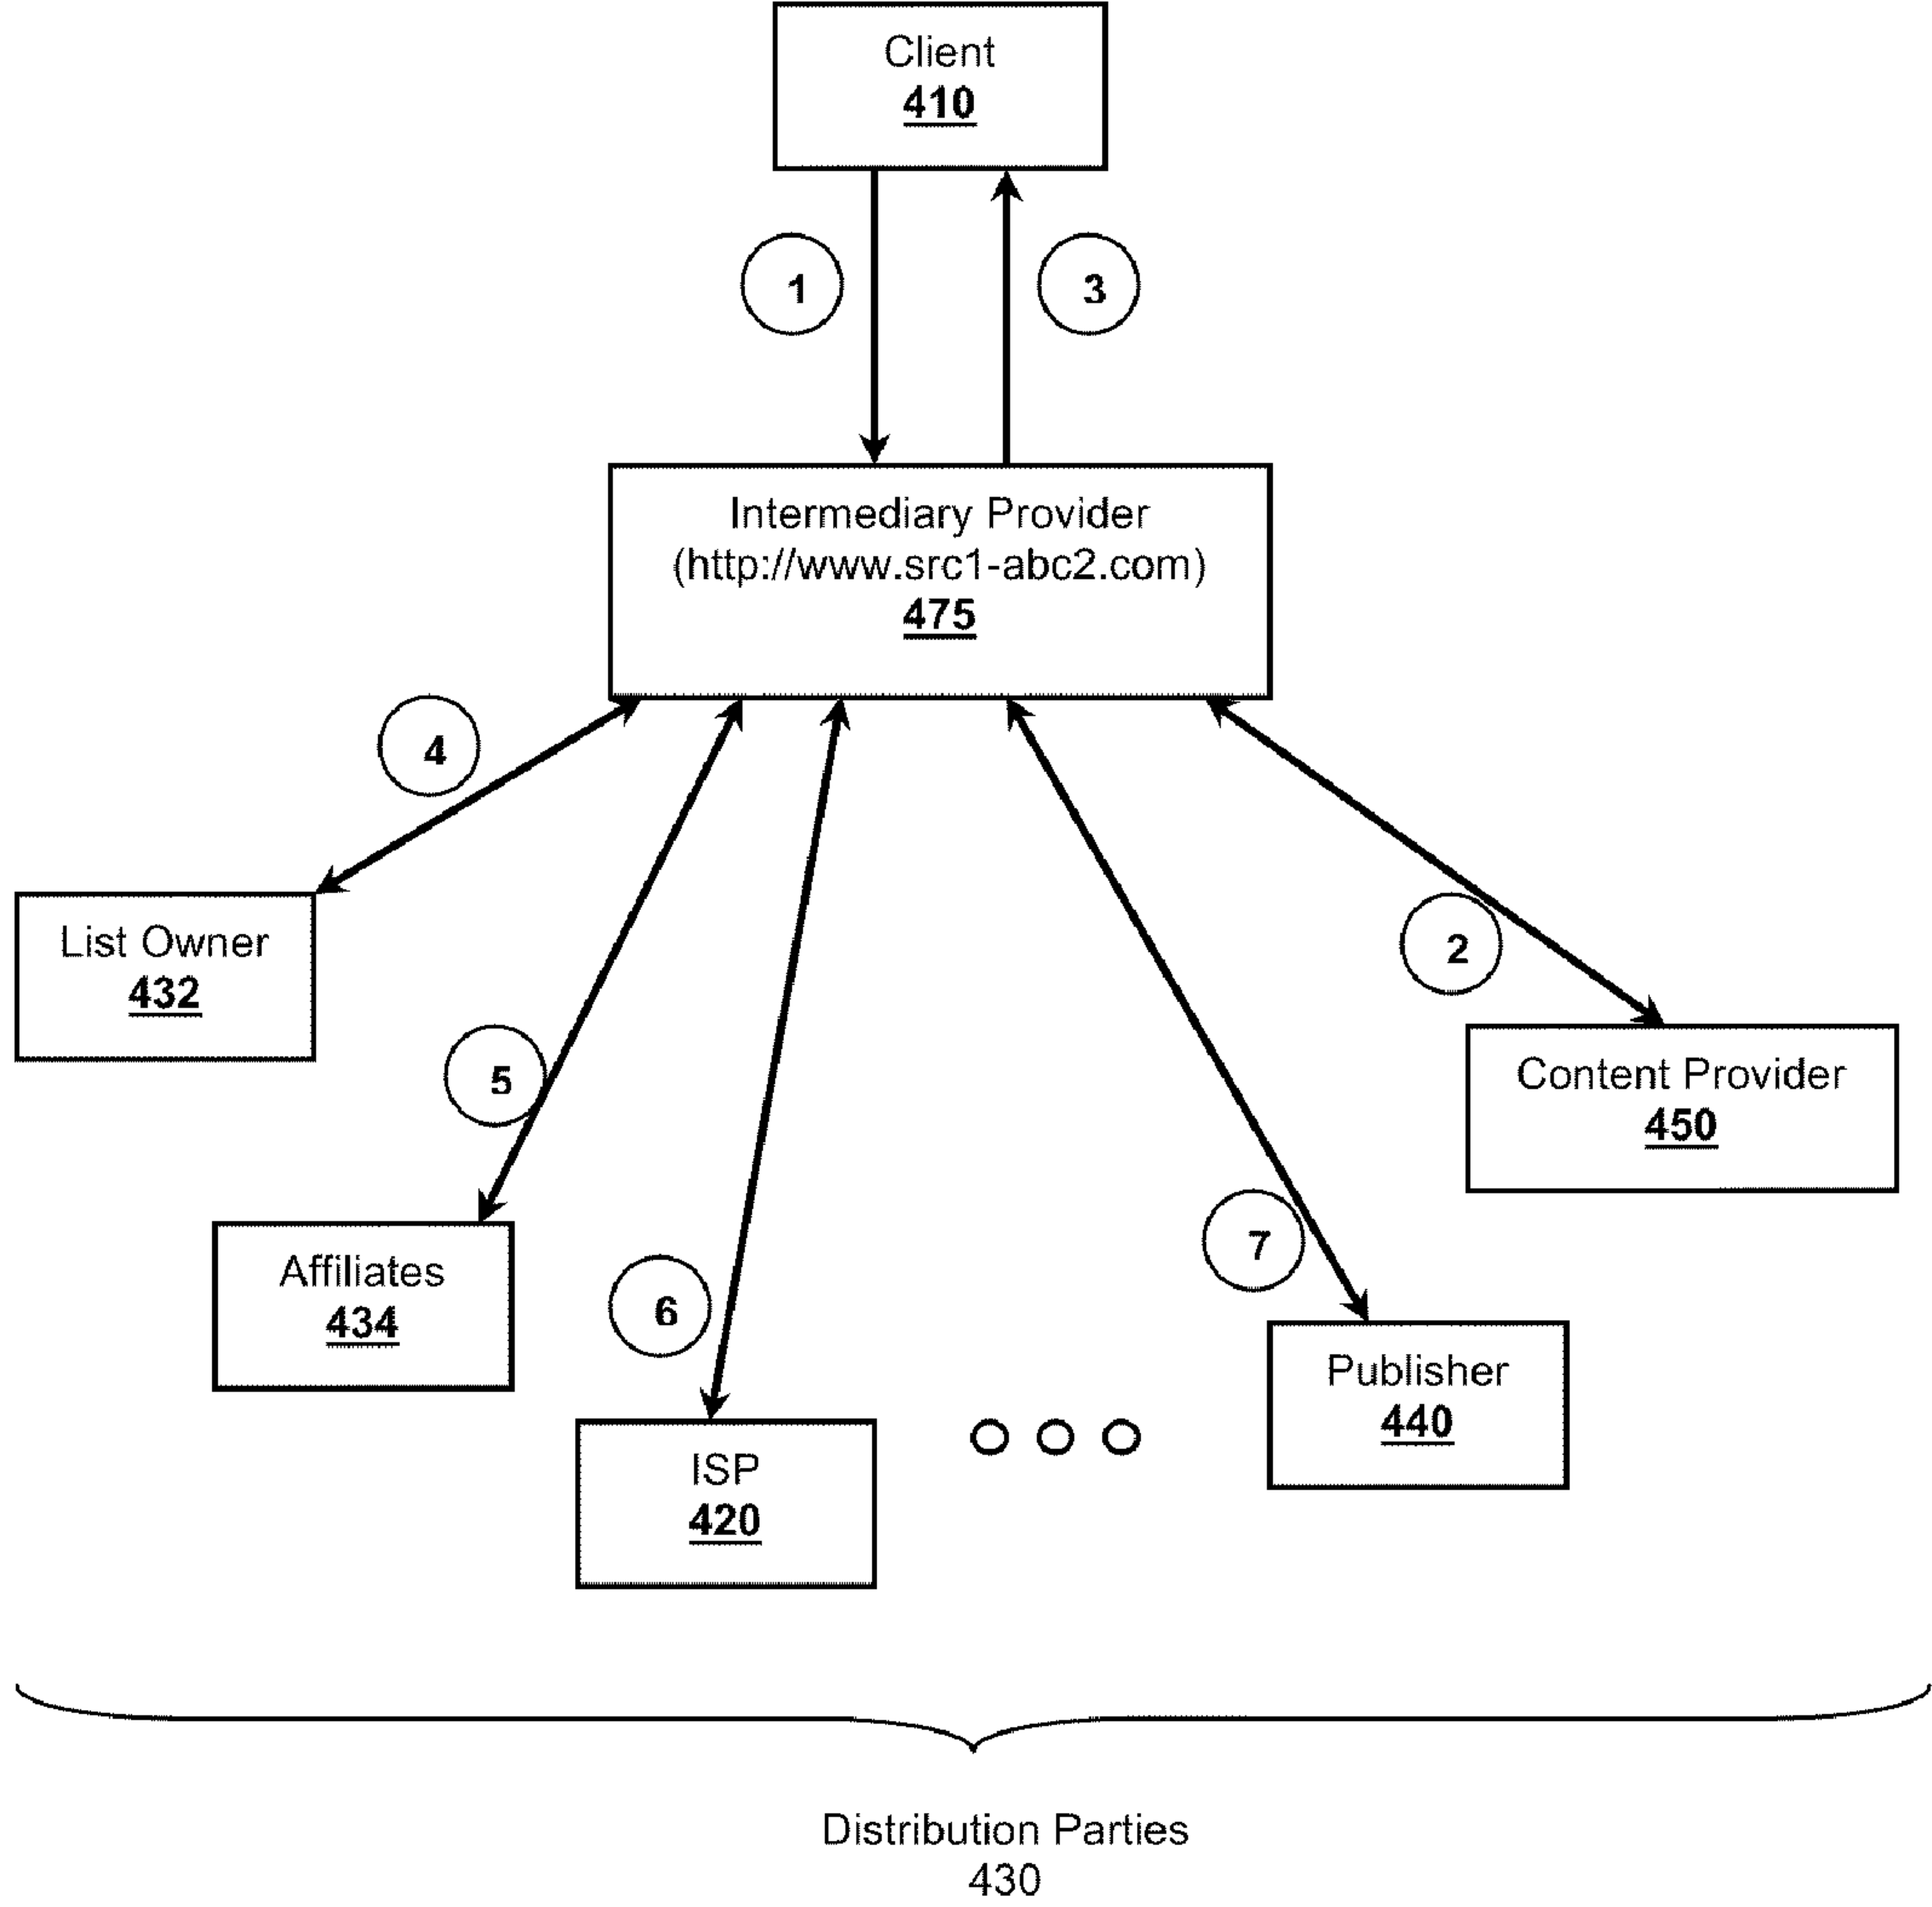 Client
410
1
3
Intermediary Provider
(http://www.src1-abc2.com)
475
4
List Owner
432
2
5
Content Provider
450
Affiliates
434
6
7
Publisher
440
ISP
420
Distribution Parties
430